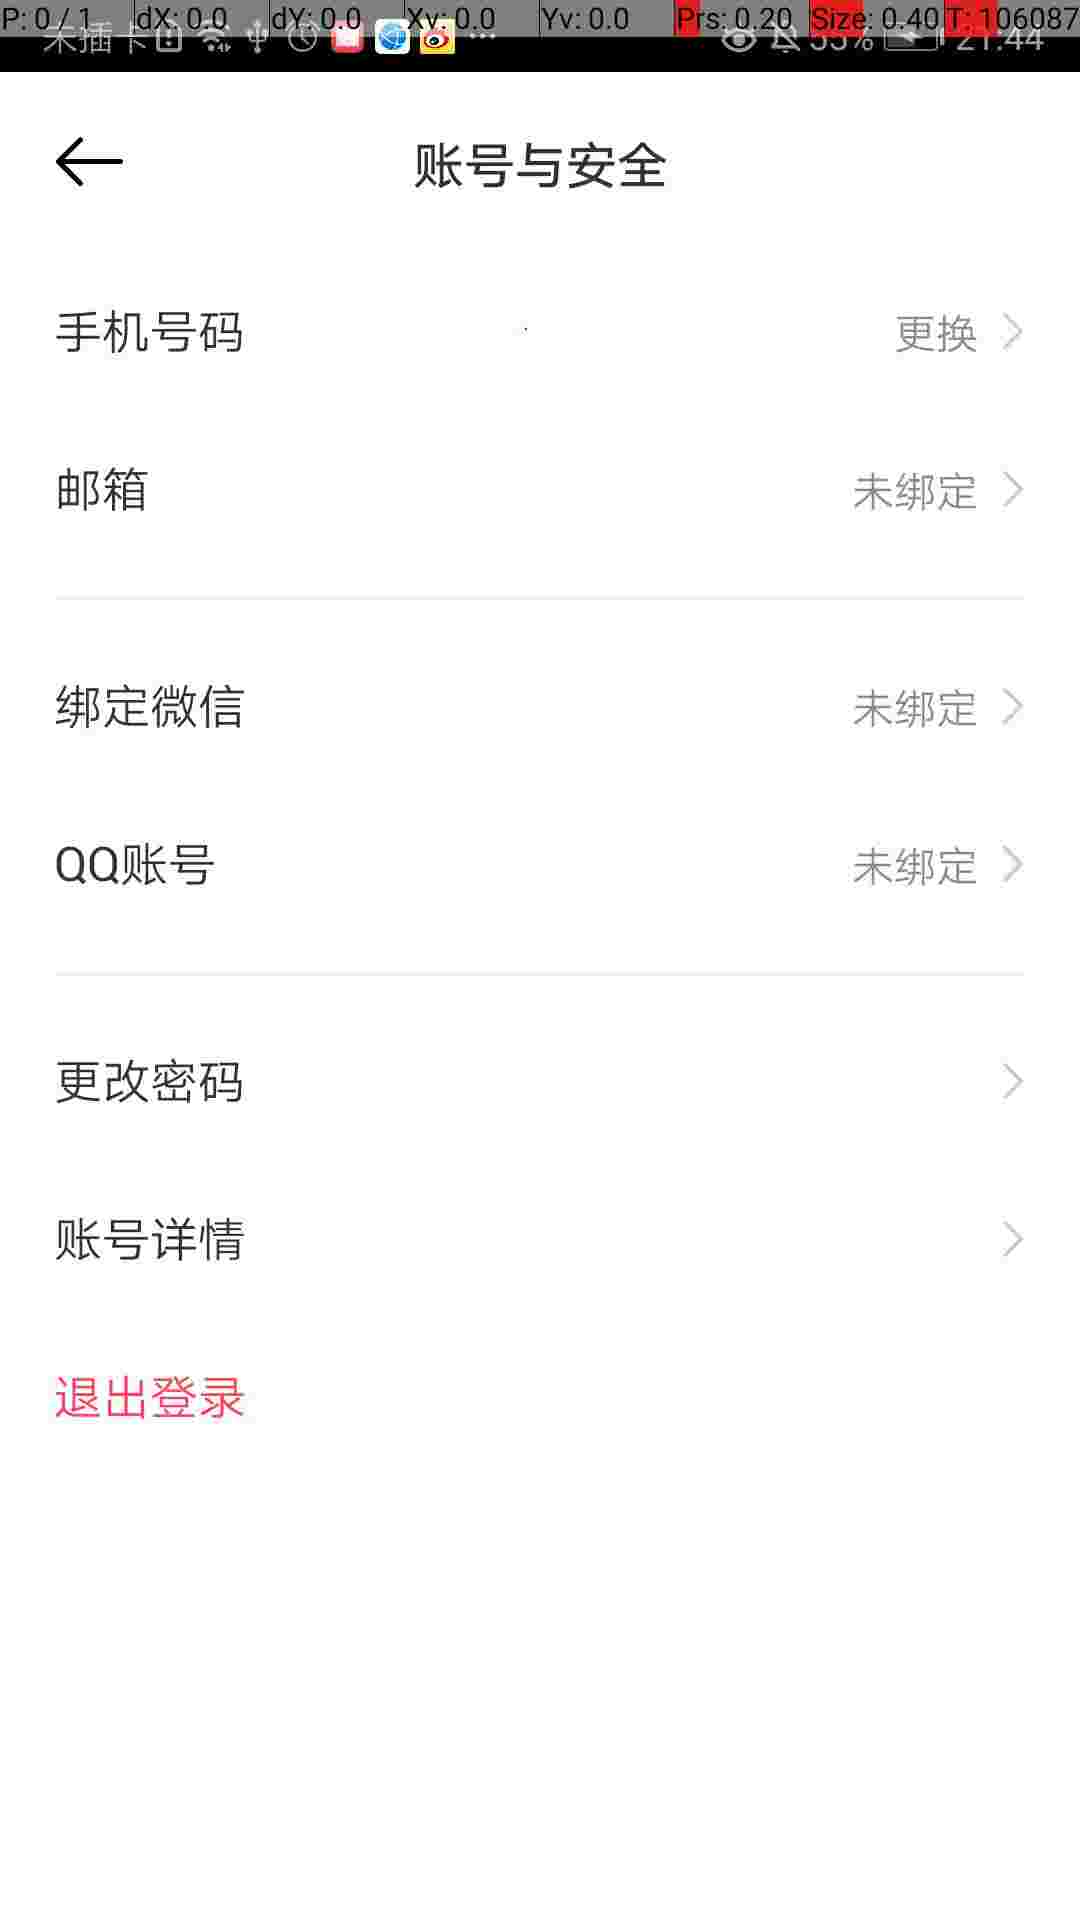 P: 0 / 1 dX: 0.0 dY: 0.0 Xv: 0.0 Yv: 0.0 Prs: 0.20 Size: 0.40 T: 106087
未插卡 53% 21:44
账号与安全
手机号码 更换
邮箱 未绑定
绑定微信 未绑定
QQ账号 未绑定
更改密码
账号详情
退出登录